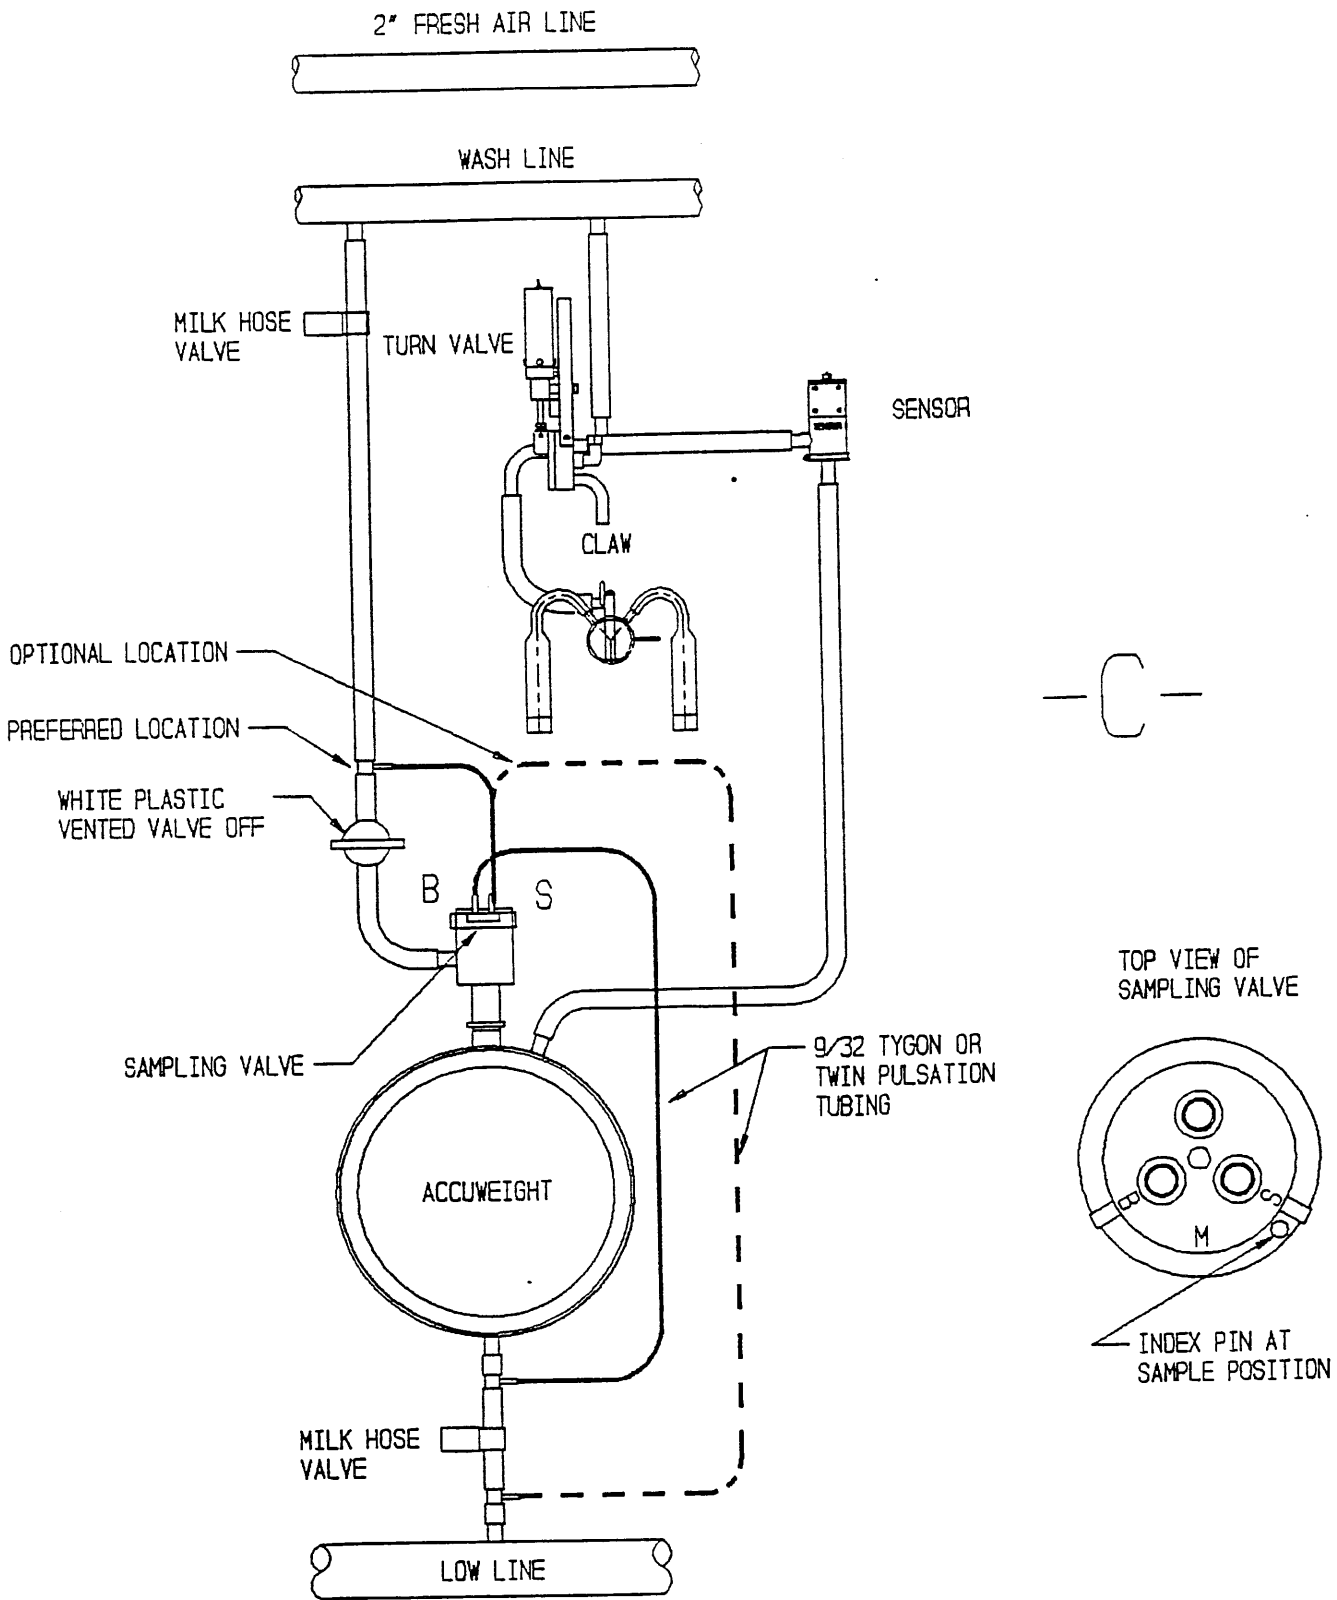 2" FRESH AIR LINE
WASH LINE
MILK HOSE
VALVE
TURN VALVE
SENSOR
CLAW
OPTIONAL LOCATION
PREFERRED LOCATION
C
WHITE PLASTIC
VENTED VALVE OFF
B
S
TOP VIEW OF
SAMPLING VALVE
SAMPLING VALVE
9/32 TYGON OR
TWIN PULSATION
TUBING
ACCUWEIGHT
B
S
M
INDEX PIN AT
SAMPLE POSITION
MILK HOSE
VALVE
LOW LINE